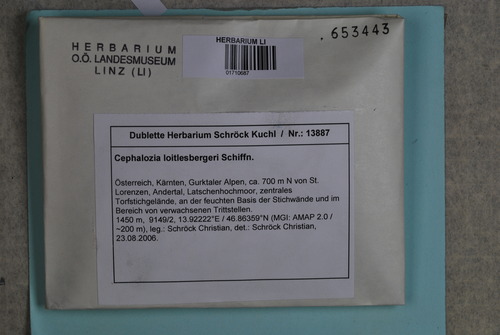 HERBARIUM
O.Ö. LANDESMUSEUM
LINZ (LI)
HERBARIUM LI
01710687
. 653443
Dublette Herbarium Schröck Kuchl / Nr.: 13887
Cephalozia loitlesbergeri Schiffn.
Österreich, Kärnten, Gurktaler Alpen, ca. 700 m N von St.
Lorenzen, Andertal, Latschenhochmoor, zentrales
Torfstichgelände, an der feuchten Basis der Stichwände und im
Bereich von verwachsenen Trittstellen.
1450 m, 9149/2, 13.92222°E / 46.86359°N (MGI: AMAP 2.0 /
~200 m), leg.: Schröck Christian, det.: Schröck Christian,
23.08.2006.